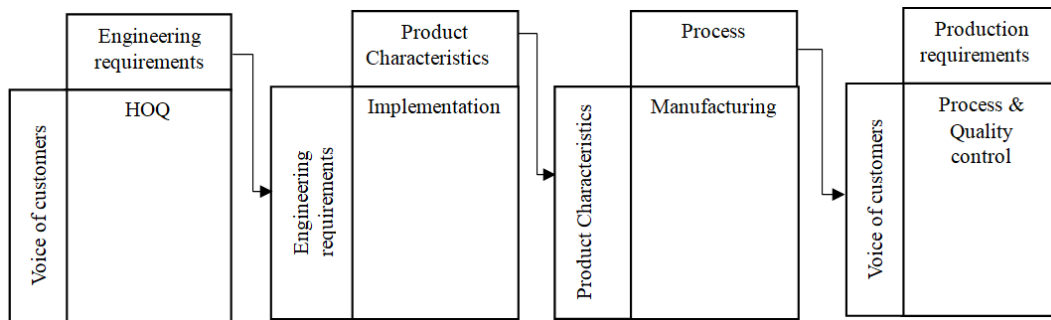 Engineering
requirements
HOQ
Voice of customers
Product
Characteristics
Implementation
Engineering
requirements
Process
Manufacturing
Product Characteristics
Production
requirements
Process &
Quality
control
Voice of customers